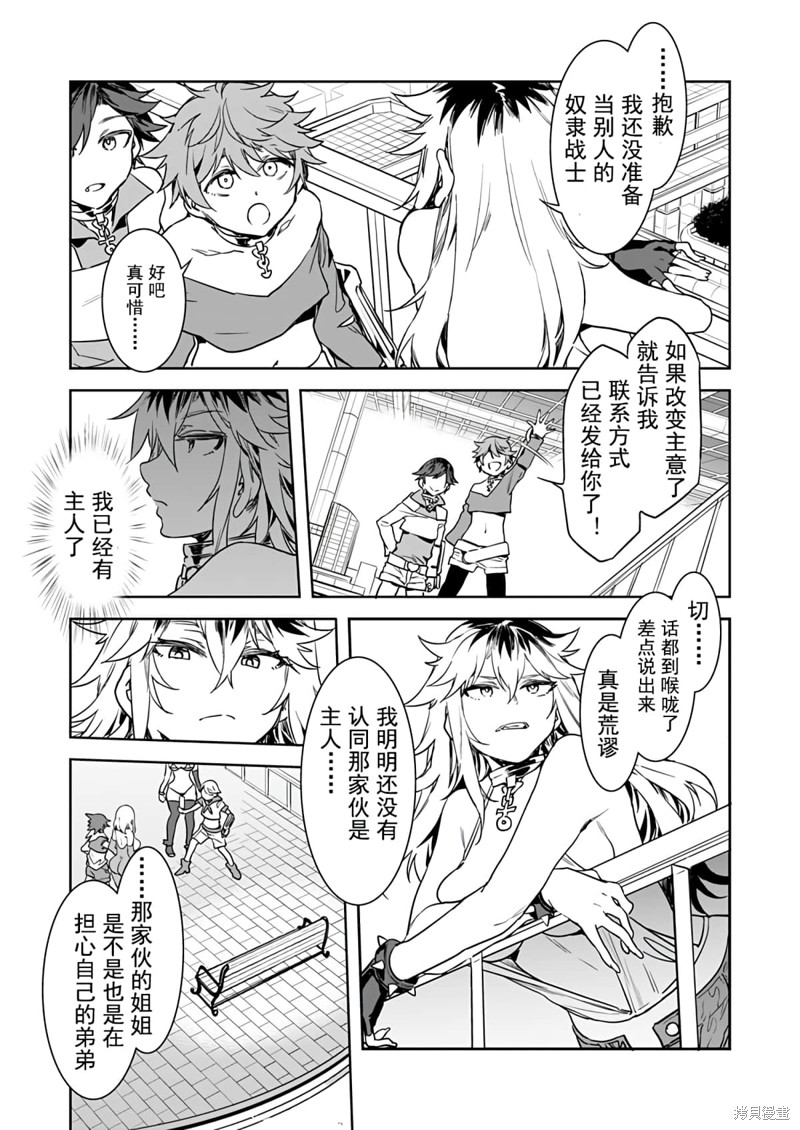 ……抱歉
我还没准备
当别人的
奴隶战士
好吧
真可惜……
如果改变主意了
就告诉我
联系方式
已经发给你了！
我已经有
主人了
切……
话都到喉咙了
差点说出来
真是荒谬
我明明还没有
认同那家伙是
主人……
……那家伙的姐姐
是不是也是在
担心自己的弟弟
拷貝漫畫